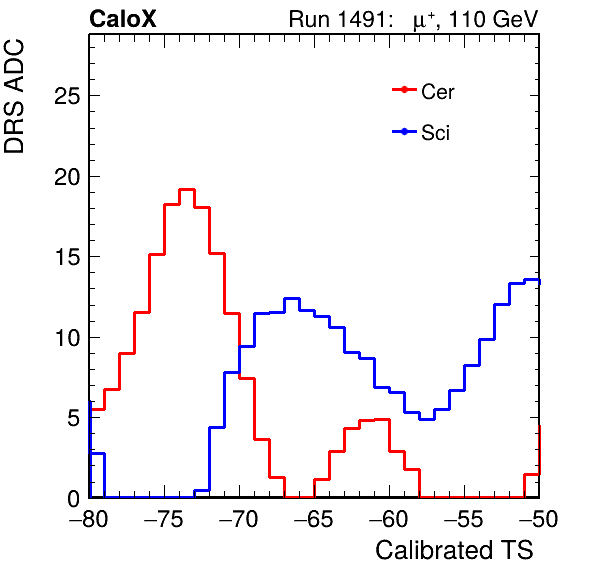 CaloX Run 1491: μ⁺, 110 GeV
DRS ADC
Cer
Sci
25
20
15
10
5
0
−80 −75 −70 −65 −60 −55 −50
Calibrated TS